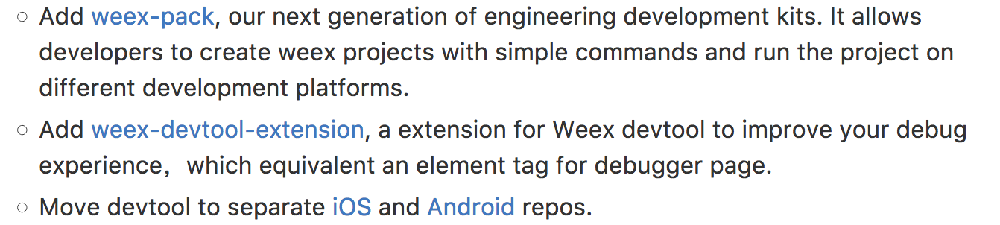 Add weex-pack, our next generation of engineering development kits. It allows
developers to create weex projects with simple commands and run the project on
different development platforms.
Add weex-devtool-extension, a extension for Weex devtool to improve your debug
experience，which equivalent an element tag for debugger page.
Move devtool to separate iOS and Android repos.